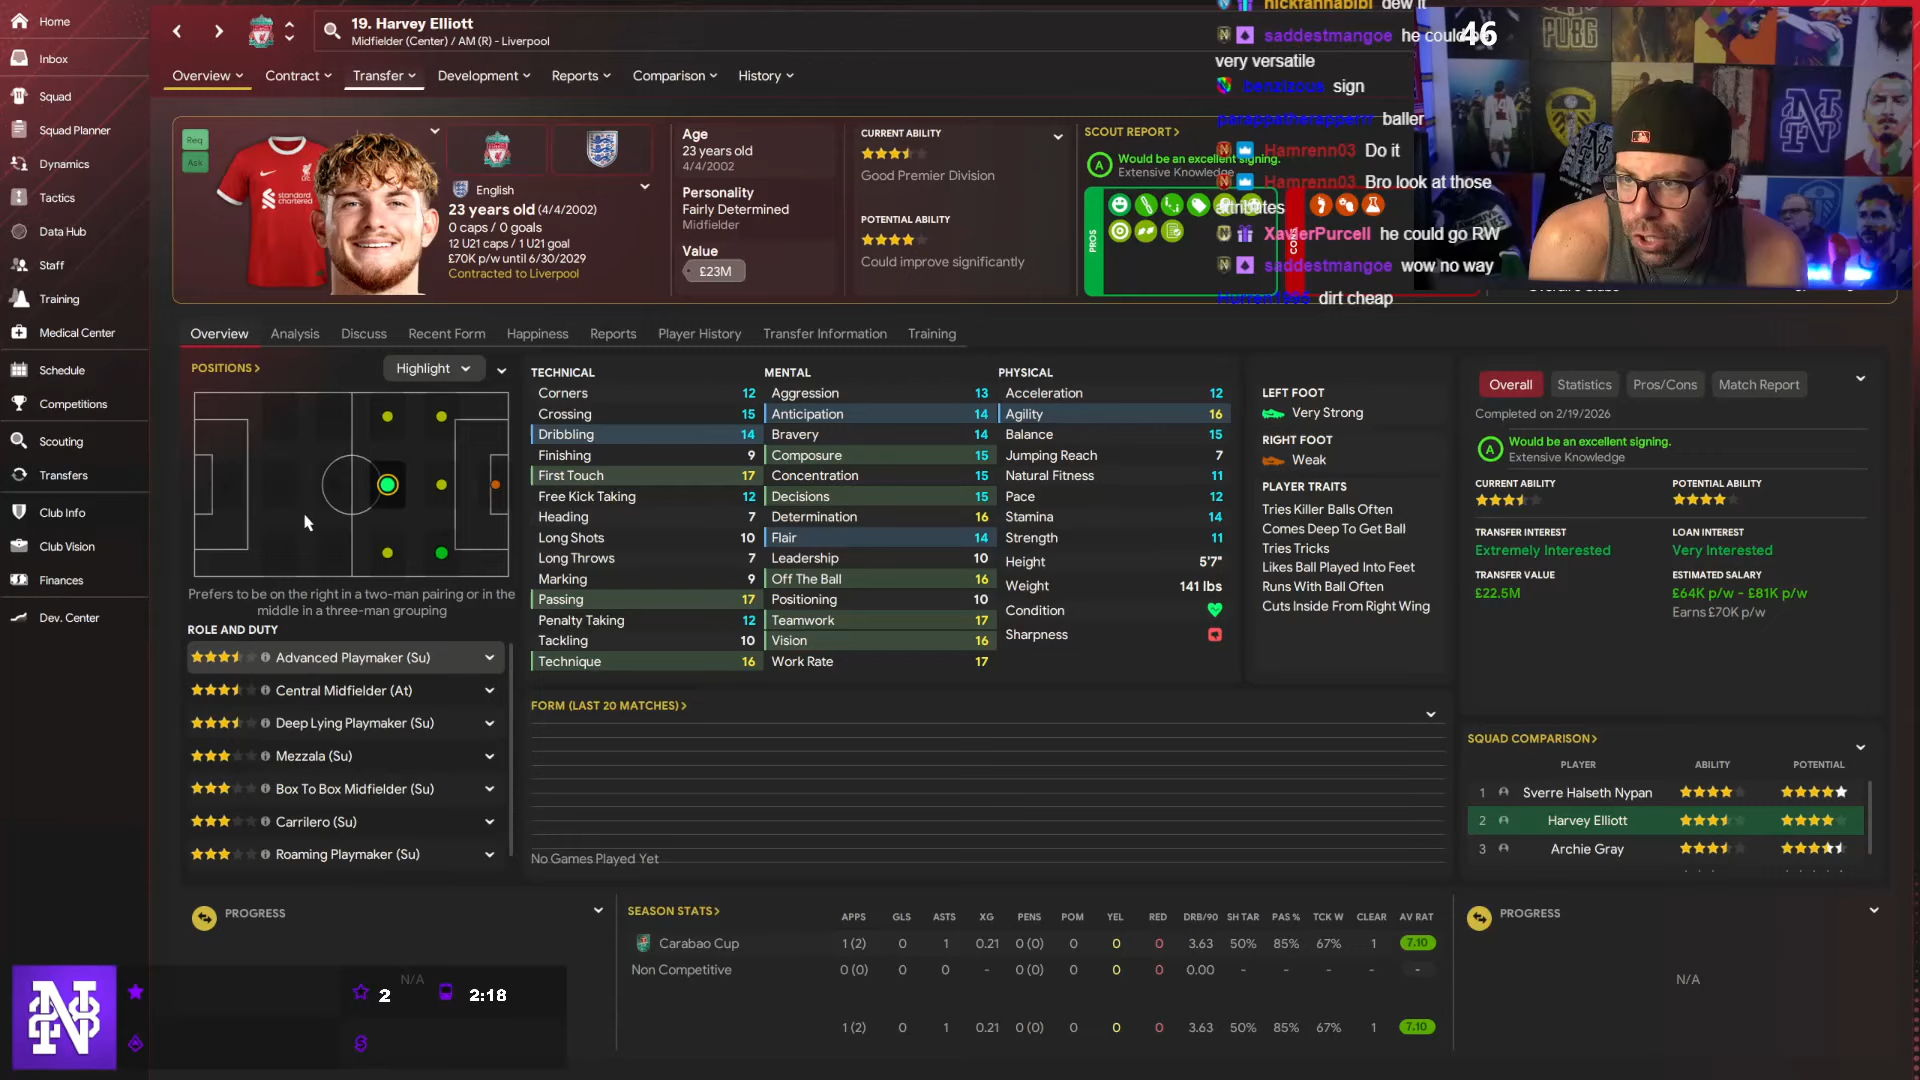 Home
Inbox
Squad
Squad Planner
Dynamics
Tactics
Data Hub
Staff
Training
Medical Center
Schedule
Competitions
Scouting
Transfers
Club Info
Club Vision
Finances
Dev. Center
19. Harvey Elliott
Midfielder (Center) / AM (R) - Liverpool
Overview
Contract
Transfer
Development
Reports
Comparison
History
nickfannabibi dew it
saddestmangoe he could be
very versatile
benzizous sign
parappatherapperrr baller
Hamrenn03 Do it
Hamrenn03 Bro look at those
attributes
XavierPurcell he could go RW
saddestmangoe wow no way
Hurren1995 dirt cheap
46
PUBG
Req
Ask
standard
chartered
English
23 years old (4/4/2002)
0 caps / 0 goals
12 U21 caps / 1 U21 goal
£70K p/w until 6/30/2029
Contracted to Liverpool
Age
23 years old
4/4/2002
Personality
Fairly Determined
Midfielder
Value
£23M
CURRENT ABILITY
Good Premier Division
POTENTIAL ABILITY
Could improve significantly
SCOUT REPORT >
A
Would be an excellent signing.
Extensive Knowledge
PROS
CONS
Overview
Analysis
Discuss
Recent Form
Happiness
Reports
Player History
Transfer Information
Training
POSITIONS >
Highlight
Prefers to be on the right in a two-man pairing or in the
middle in a three-man grouping
ROLE AND DUTY
Advanced Playmaker (Su)
Central Midfielder (At)
Deep Lying Playmaker (Su)
Mezzala (Su)
Box To Box Midfielder (Su)
Carrilero (Su)
Roaming Playmaker (Su)
TECHNICAL
Corners 12
Crossing 15
Dribbling 14
Finishing 9
First Touch 17
Free Kick Taking 12
Heading 7
Long Shots 10
Long Throws 7
Marking 9
Passing 17
Penalty Taking 12
Tackling 10
Technique 16
MENTAL
Aggression 13
Anticipation 14
Bravery 14
Composure 15
Concentration 15
Decisions 15
Determination 16
Flair 14
Leadership 10
Off The Ball 16
Positioning 10
Teamwork 17
Vision 16
Work Rate 17
PHYSICAL
Acceleration 12
Agility 16
Balance 15
Jumping Reach 7
Natural Fitness 11
Pace 12
Stamina 14
Strength 11
Height 5'7"
Weight 141 lbs
Condition
Sharpness
LEFT FOOT
Very Strong
RIGHT FOOT
Weak
PLAYER TRAITS
Tries Killer Balls Often
Comes Deep To Get Ball
Tries Tricks
Likes Ball Played Into Feet
Runs With Ball Often
Cuts Inside From Right Wing
Overall
Statistics
Pros/Cons
Match Report
Completed on 2/19/2026
A
Would be an excellent signing.
Extensive Knowledge
CURRENT ABILITY
POTENTIAL ABILITY
TRANSFER INTEREST
Extremely Interested
LOAN INTEREST
Very Interested
TRANSFER VALUE
£22.5M
ESTIMATED SALARY
£64K p/w - £81K p/w
Earns £70K p/w
FORM (LAST 20 MATCHES) >
No Games Played Yet
SQUAD COMPARISON >
PLAYER ABILITY POTENTIAL
1 Sverre Halseth Nypan
2 Harvey Elliott
3 Archie Gray
PROGRESS
N/A
2
2:18
SEASON STATS >
APPS GLS ASTS XG PENS POM YEL RED DRB/90 SH TAR PAS % TCK W CLEAR AV RAT
Carabao Cup 1 (2) 0 1 0.21 0 (0) 0 0 0 3.63 50% 85% 67% 1 7.10
Non Competitive 0 (0) 0 0 - 0 (0) 0 0 0 0.00 - - - - -
1 (2) 0 1 0.21 0 (0) 0 0 0 3.63 50% 85% 67% 1 7.10
PROGRESS
N/A